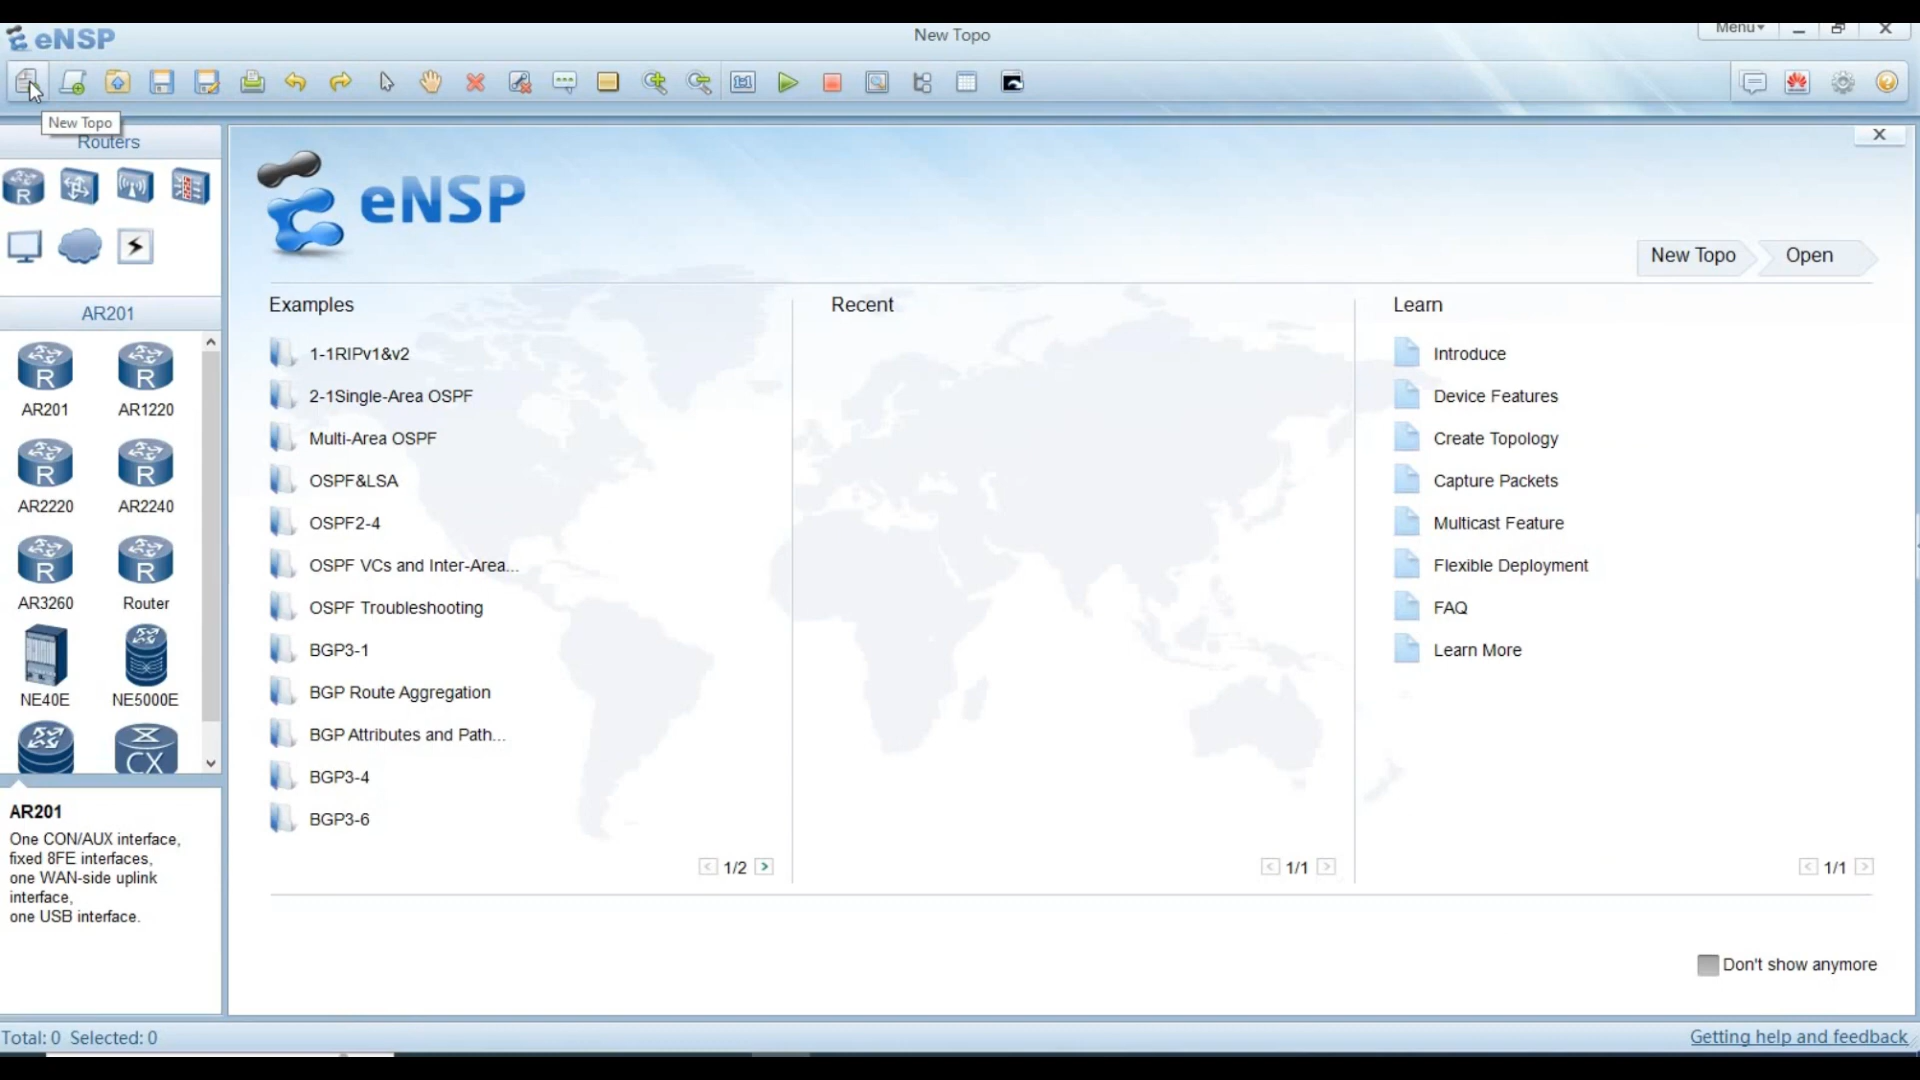 eNSP
New Topo
Menu
1:1
New Topo
Routers
R
AR201
R
R
AR201
AR1220
R
R
AR2220
AR2240
R
R
AR3260
Router
NE40E
NE5000E
CX
AR201
One CON/AUX interface,
fixed 8FE interfaces,
one WAN-side uplink
interface,
one USB interface.
eNSP
New Topo
Open
Examples
1-1RIPv1&v2
2-1Single-Area OSPF
Multi-Area OSPF
OSPF&LSA
OSPF2-4
OSPF VCs and Inter-Area...
OSPF Troubleshooting
BGP3-1
BGP Route Aggregation
BGP Attributes and Path...
BGP3-4
BGP3-6
< 1/2 >
Recent
< 1/1 >
Learn
Introduce
Device Features
Create Topology
Capture Packets
Multicast Feature
Flexible Deployment
FAQ
Learn More
< 1/1 >
Don't show anymore
Total: 0 Selected: 0
Getting help and feedback